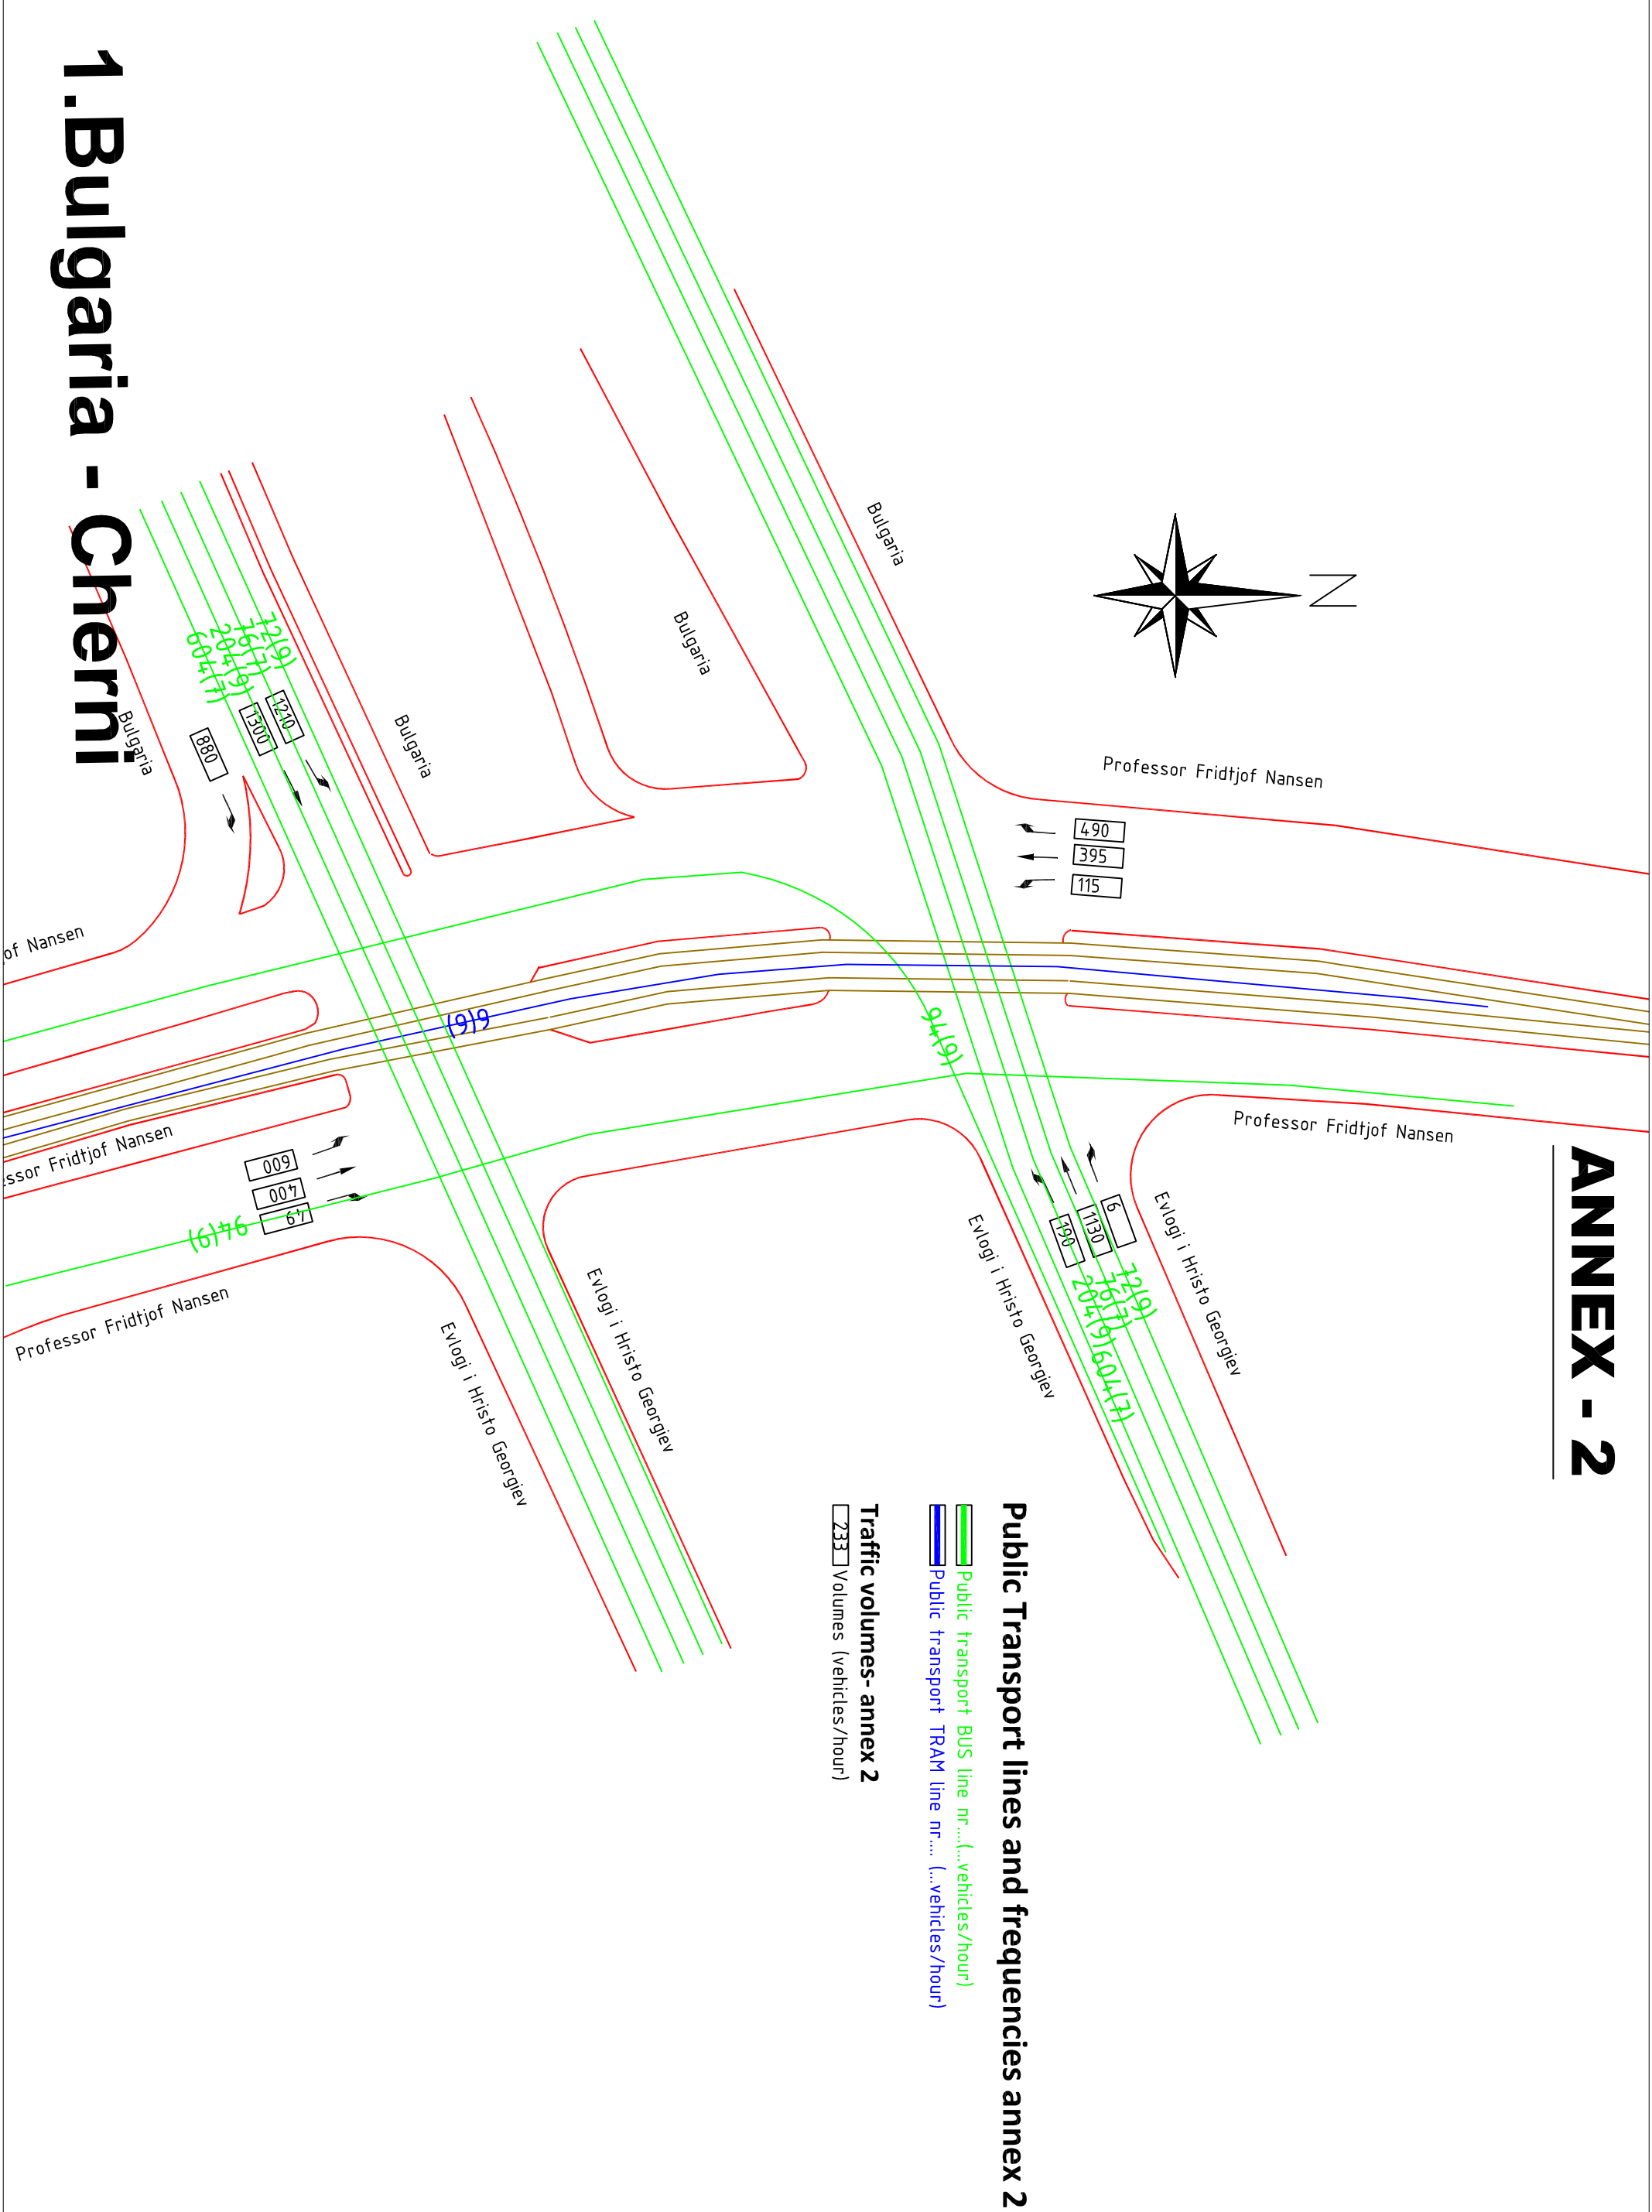 ANNEX - 2
N
Professor Fridtjof Nansen
Professor Fridtjof Nansen
490
395
115
Bulgaria
Bulgaria
Bulgaria
Bulgaria
72(9)
76(7)
204(9)
604(7)
1210
1300
880
6(6)
94(9)
6
1130
190
72(9)
76(7)
204(9)
604(7)
Evlogi i Hristo Georgiev
Evlogi i Hristo Georgiev
Evlogi i Hristo Georgiev
Evlogi i Hristo Georgiev
of Nansen
essor Fridtjof Nansen
Professor Fridtjof Nansen
600
400
49
94(9)
Public Transport lines and frequencies annex 2
Public transport BUS line nr....(...vehicles/hour)
Public transport TRAM line nr.... (...vehicles/hour)
Traffic volumes- annex 2
233 Volumes (vehicles/hour)
1.Bulgaria - Cherni